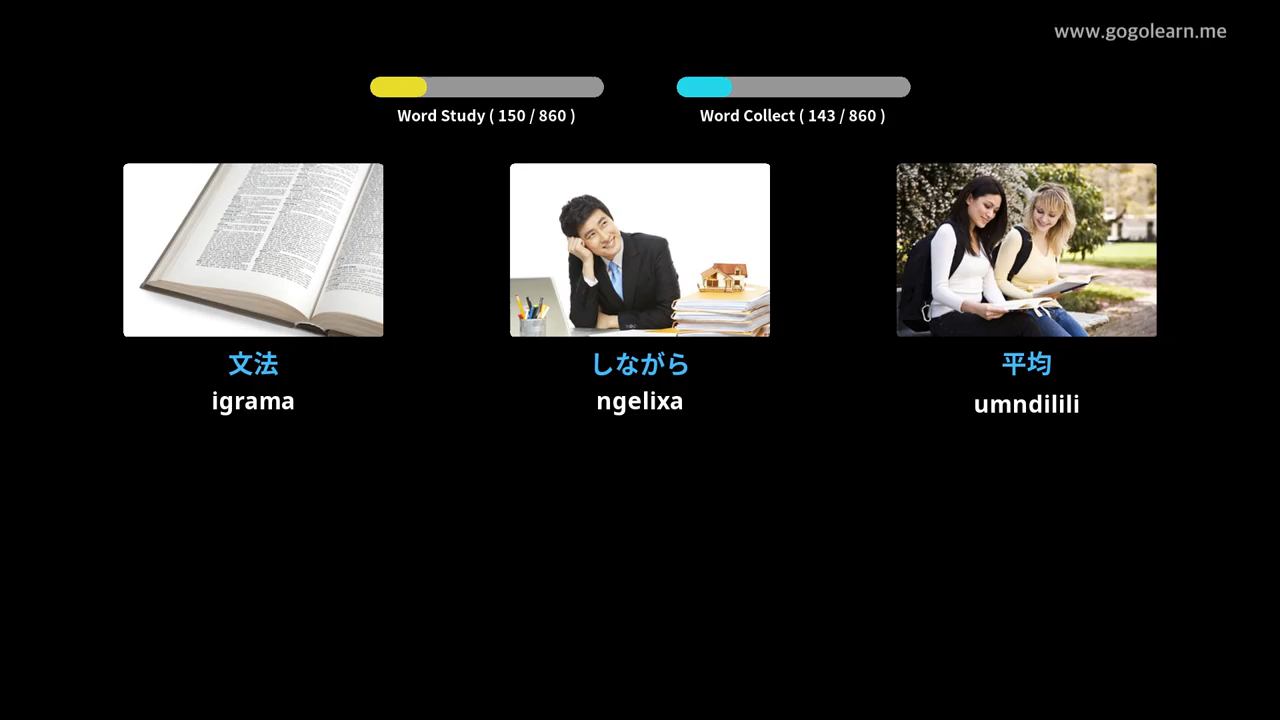 www.gogolearn.me
Word Study ( 150 / 860 )
Word Collect ( 143 / 860 )
文法
igrama
しながら
ngelixa
平均
umndilili